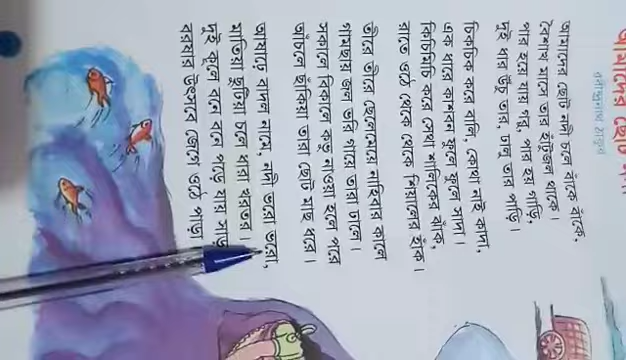 আমাদের ছোট নদী
রবীন্দ্রনাথ ঠাকুর
আমাদের ছোট নদী চলে বাঁকে বাঁকে,
বৈশাখ মাসে তার হাঁটুজল থাকে।
পার হয়ে যায় গরু, পার হয় গাড়ি,
দুই ধার উঁচু তার, ঢালু তার পাড়ি।
চিকচিক করে বালি, কোথা নাই কাদা,
এক ধারে কাশবন ফুলে ফুলে সাদা।
কিচিমিচি করে সেথা শালিকের ঝাঁক,
রাতে ওঠে থেকে থেকে শিয়ালের হাঁক।
তীরে তীরে ছেলেমেয়ে নাহিবার কালে
গামছায় জল ভরি গায়ে তারা ঢালে।
সকালে বিকালে কভু নাওয়া হলে পরে
আঁচলে ছাঁকিয়া তারা ছোট মাছ ধরে।
আষাঢ়ে বাদল নামে, নদী ভরো ভরো,
মাতিয়া ছুটিয়া চলে ধারা খরতর।
দুই কূলে বনে বনে পড়ে যায় সাড়া
বরষার উৎসবে জেগে ওঠে পাড়া